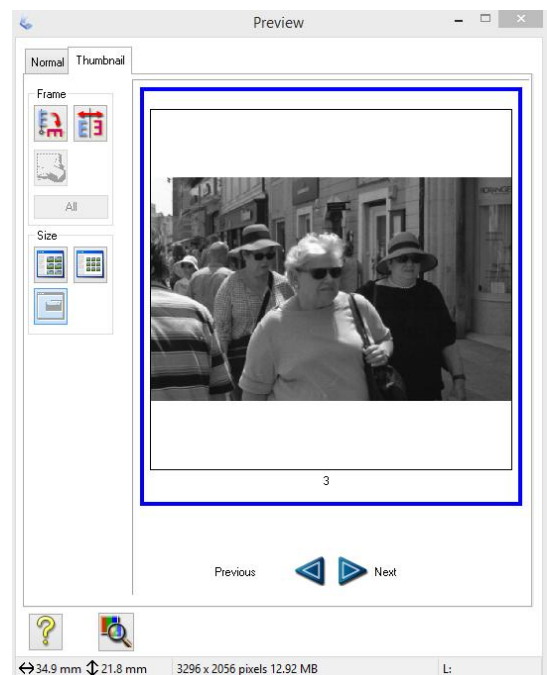 Preview
Normal Thumbnail
Frame
All
Size
3
Previous Next
34.9 mm 21.8 mm 3296 x 2056 pixels 12.92 MB L: